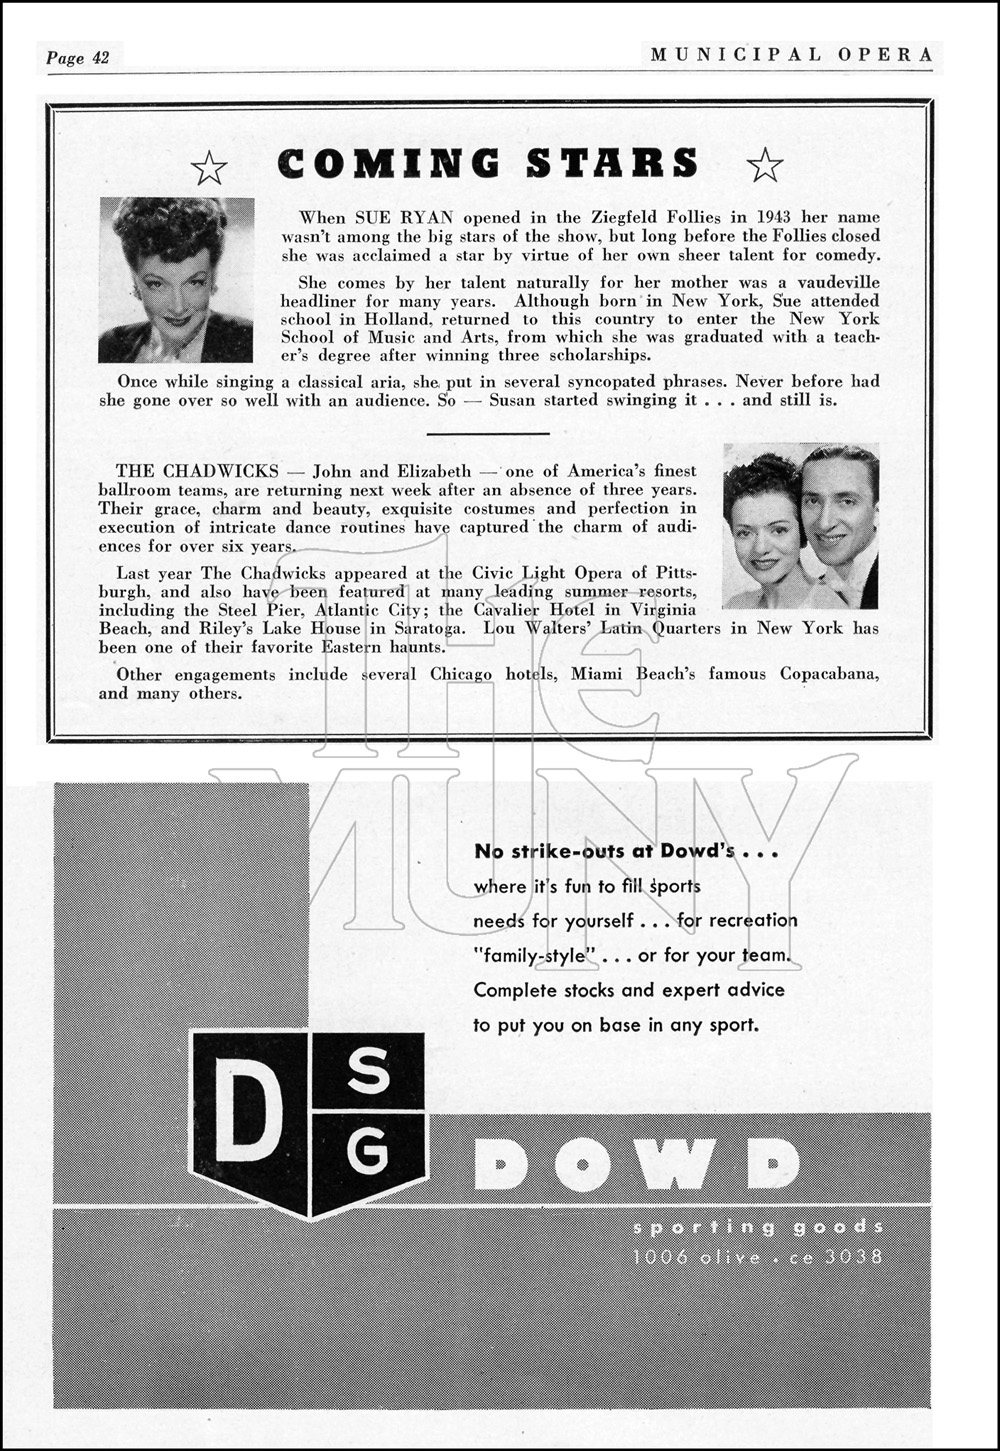 Page 42
MUNICIPAL OPERA
COMING STARS
When SUE RYAN opened in the Ziegfeld Follies in 1943 her name
wasn't among the big stars of the show, but long before the Follies closed
she was acclaimed a star by virtue of her own sheer talent for comedy.
She comes by her talent naturally for her mother was a vaudeville
headliner for many years. Although born in New York, Sue attended
school in Holland, returned to this country to enter the New York
School of Music and Arts, from which she was graduated with a teach-
er's degree after winning three scholarships.
Once while singing a classical aria, she put in several syncopated phrases. Never before had
she gone over so well with an audience. So — Susan started swinging it . . . and still is.
THE CHADWICKS — John and Elizabeth — one of America's finest
ballroom teams, are returning next week after an absence of three years.
Their grace, charm and beauty, exquisite costumes and perfection in
execution of intricate dance routines have captured the charm of audi-
ences for over six years.
Last year The Chadwicks appeared at the Civic Light Opera of Pitts-
burgh, and also have been featured at many leading summer resorts,
including the Steel Pier, Atlantic City; the Cavalier Hotel in Virginia
Beach, and Riley's Lake House in Saratoga. Lou Walters' Latin Quarters in New York has
been one of their favorite Eastern haunts.
Other engagements include several Chicago hotels, Miami Beach's famous Copacabana,
and many others.
THE
MUNY
No strike-outs at Dowd's . . .
where it's fun to fill sports
needs for yourself . . . for recreation
"family-style" . . . or for your team.
Complete stocks and expert advice
to put you on base in any sport.
D S
G
DOWD
sporting goods
1006 olive • ce 3038